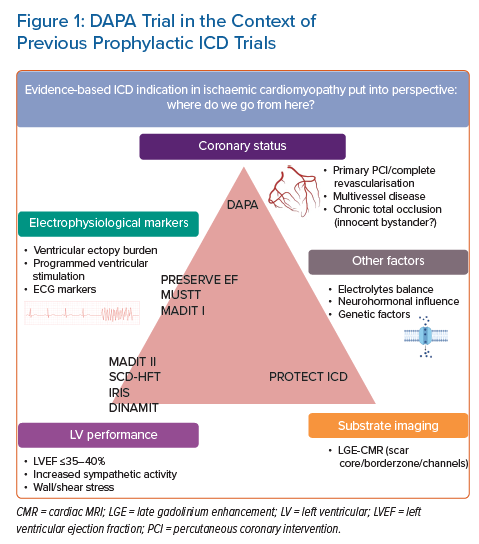 Figure 1: DAPA Trial in the Context of
Previous Prophylactic ICD Trials
Evidence-based ICD indication in ischaemic cardiomyopathy put into perspective:
where do we go from here?
Coronary status
• Primary PCI/complete
revascularisation
• Multivessel disease
• Chronic total occlusion
(innocent bystander?)
DAPA
Electrophysiological markers
• Ventricular ectopy burden
• Programmed ventricular
stimulation
• ECG markers
Other factors
• Electrolytes balance
• Neurohormonal influence
• Genetic factors
PRESERVE EF
MUSTT
MADIT I
MADIT II
SCD-HFT
IRIS
DINAMIT
PROTECT ICD
LV performance
• LVEF ≤35–40%
• Increased sympathetic activity
• Wall/shear stress
Substrate imaging
• LGE-CMR (scar
core/borderzone/channels)
CMR = cardiac MRI; LGE = late gadolinium enhancement; LV = left ventricular; LVEF = left
ventricular ejection fraction; PCI = percutaneous coronary intervention.